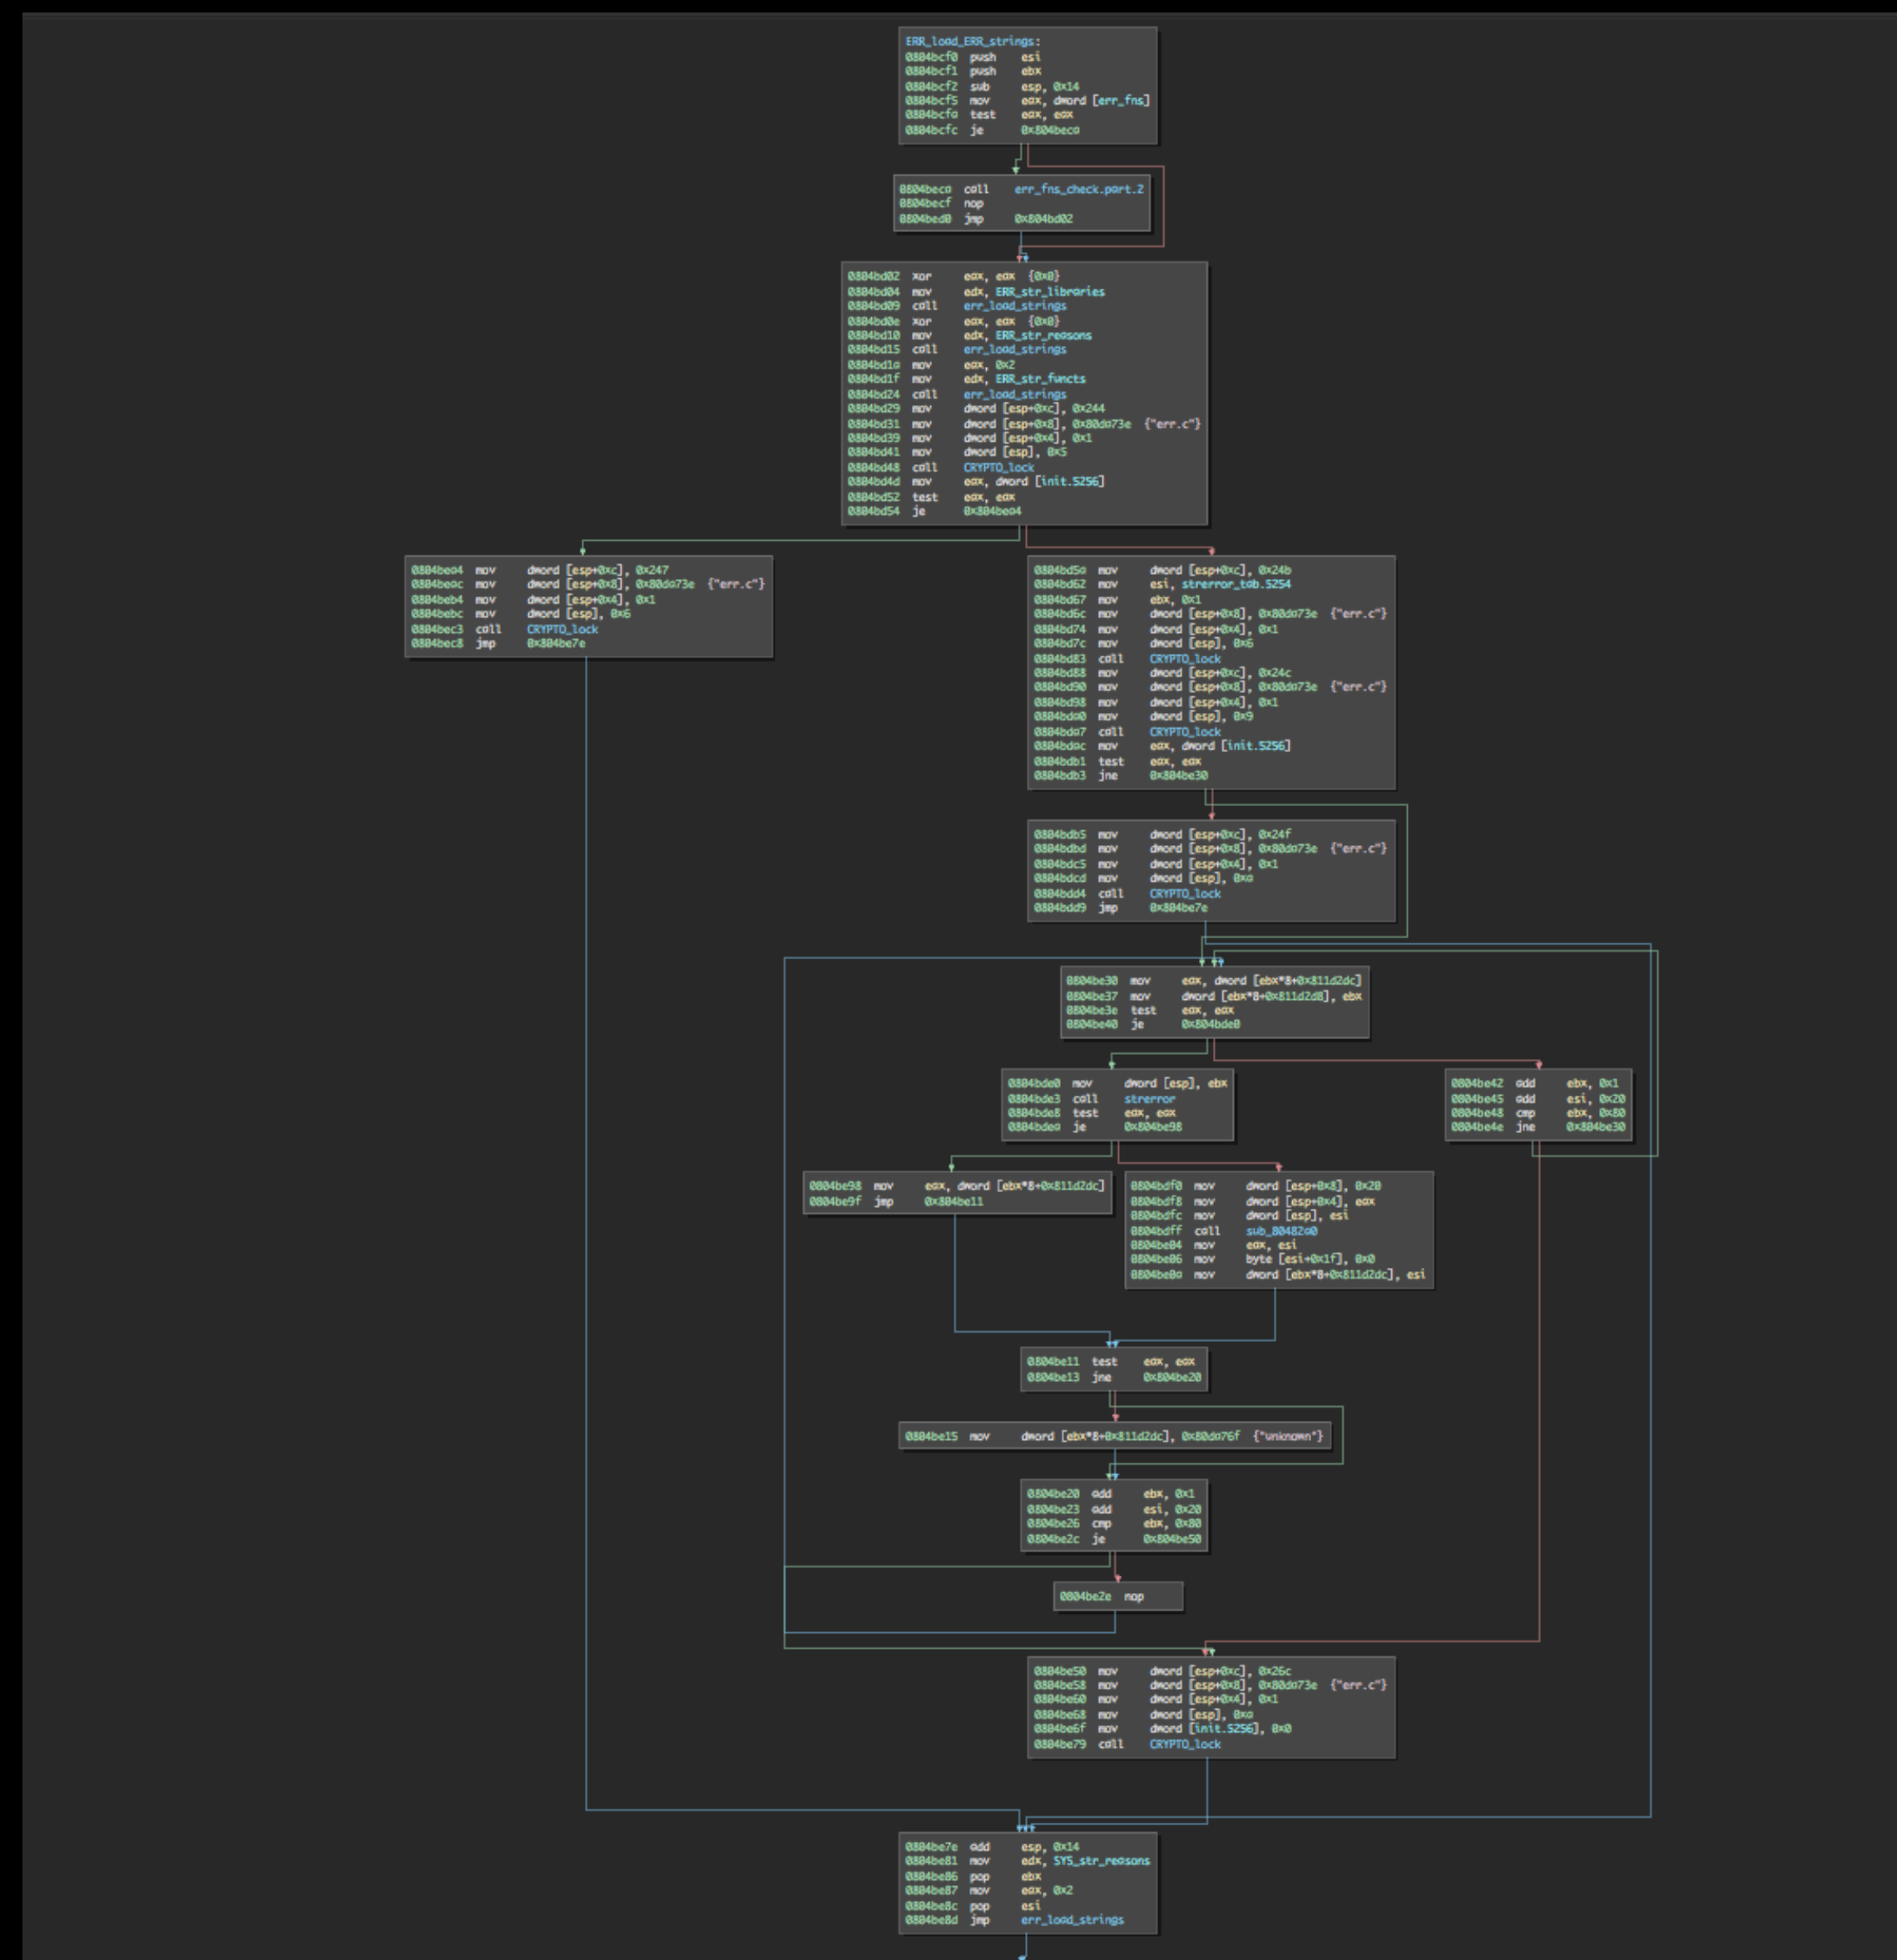 ERR_load_ERR_strings:
0804bcf0 push esi
0804bcf1 push ebx
0804bcf2 sub esp, 0x14
0804bcf5 mov eax, dword [err_fns]
0804bcfa test eax, eax
0804bcfc je 0x804beca
0804beca call err_fns_check.part.2
0804becf nop
0804bed0 jmp 0x804bd02
0804bd02 xor eax, eax {0x0}
0804bd04 mov edx, ERR_str_libraries
0804bd09 call err_load_strings
0804bd0e xor eax, eax {0x0}
0804bd10 mov edx, ERR_str_reasons
0804bd15 call err_load_strings
0804bd1a mov eax, 0x2
0804bd1f mov edx, ERR_str_functs
0804bd24 call err_load_strings
0804bd29 mov dword [esp+0xc], 0x244
0804bd31 mov dword [esp+0x8], 0x80da73e {"err.c"}
0804bd39 mov dword [esp+0x4], 0x1
0804bd41 mov dword [esp], 0x5
0804bd48 call CRYPTO_lock
0804bd4d mov eax, dword [init.5256]
0804bd52 test eax, eax
0804bd54 je 0x804bea4
0804bea4 mov dword [esp+0xc], 0x247
0804beac mov dword [esp+0x8], 0x80da73e {"err.c"}
0804beb4 mov dword [esp+0x4], 0x1
0804bebc mov dword [esp], 0x6
0804bec3 call CRYPTO_lock
0804bec8 jmp 0x804be7e
0804bd5a mov dword [esp+0xc], 0x24b
0804bd62 mov esi, strerror_tab.5254
0804bd67 mov ebx, 0x1
0804bd6c mov dword [esp+0x8], 0x80da73e {"err.c"}
0804bd74 mov dword [esp+0x4], 0x1
0804bd7c mov dword [esp], 0x6
0804bd83 call CRYPTO_lock
0804bd88 mov dword [esp+0xc], 0x24c
0804bd90 mov dword [esp+0x8], 0x80da73e {"err.c"}
0804bd98 mov dword [esp+0x4], 0x1
0804bda0 mov dword [esp], 0x9
0804bda7 call CRYPTO_lock
0804bdac mov eax, dword [init.5256]
0804bdb1 test eax, eax
0804bdb3 jne 0x804be30
0804bdb5 mov dword [esp+0xc], 0x24f
0804bdbd mov dword [esp+0x8], 0x80da73e {"err.c"}
0804bdc5 mov dword [esp+0x4], 0x1
0804bdcd mov dword [esp], 0xa
0804bdd4 call CRYPTO_lock
0804bdd9 jmp 0x804be7e
0804be30 mov eax, dword [ebx*8+0x811d2dc]
0804be37 mov dword [ebx*8+0x811d2d8], ebx
0804be3e test eax, eax
0804be40 je 0x804bde0
0804bde0 mov dword [esp], ebx
0804bde3 call strerror
0804bde8 test eax, eax
0804bdea je 0x804be98
0804be42 add ebx, 0x1
0804be45 add esi, 0x20
0804be48 cmp ebx, 0x80
0804be4e jne 0x804be30
0804be98 mov eax, dword [ebx*8+0x811d2dc]
0804be9f jmp 0x804be11
0804bdf0 mov dword [esp+0x8], 0x20
0804bdf8 mov dword [esp+0x4], eax
0804bdfc mov dword [esp], esi
0804bdff call sub_80482a0
0804be04 mov eax, esi
0804be06 mov byte [esi+0x1f], 0x0
0804be0a mov dword [ebx*8+0x811d2dc], esi
0804be11 test eax, eax
0804be13 jne 0x804be20
0804be15 mov dword [ebx*8+0x811d2dc], 0x80da76f {"unknown"}
0804be20 add ebx, 0x1
0804be23 add esi, 0x20
0804be26 cmp ebx, 0x80
0804be2c je 0x804be50
0804be2e nop
0804be50 mov dword [esp+0xc], 0x26c
0804be58 mov dword [esp+0x8], 0x80da73e {"err.c"}
0804be60 mov dword [esp+0x4], 0x1
0804be68 mov dword [esp], 0xa
0804be6f mov dword [init.5256], 0x0
0804be79 call CRYPTO_lock
0804be7e add esp, 0x14
0804be81 mov edx, SYS_str_reasons
0804be86 pop ebx
0804be87 mov eax, 0x2
0804be8c pop esi
0804be8d jmp err_load_strings